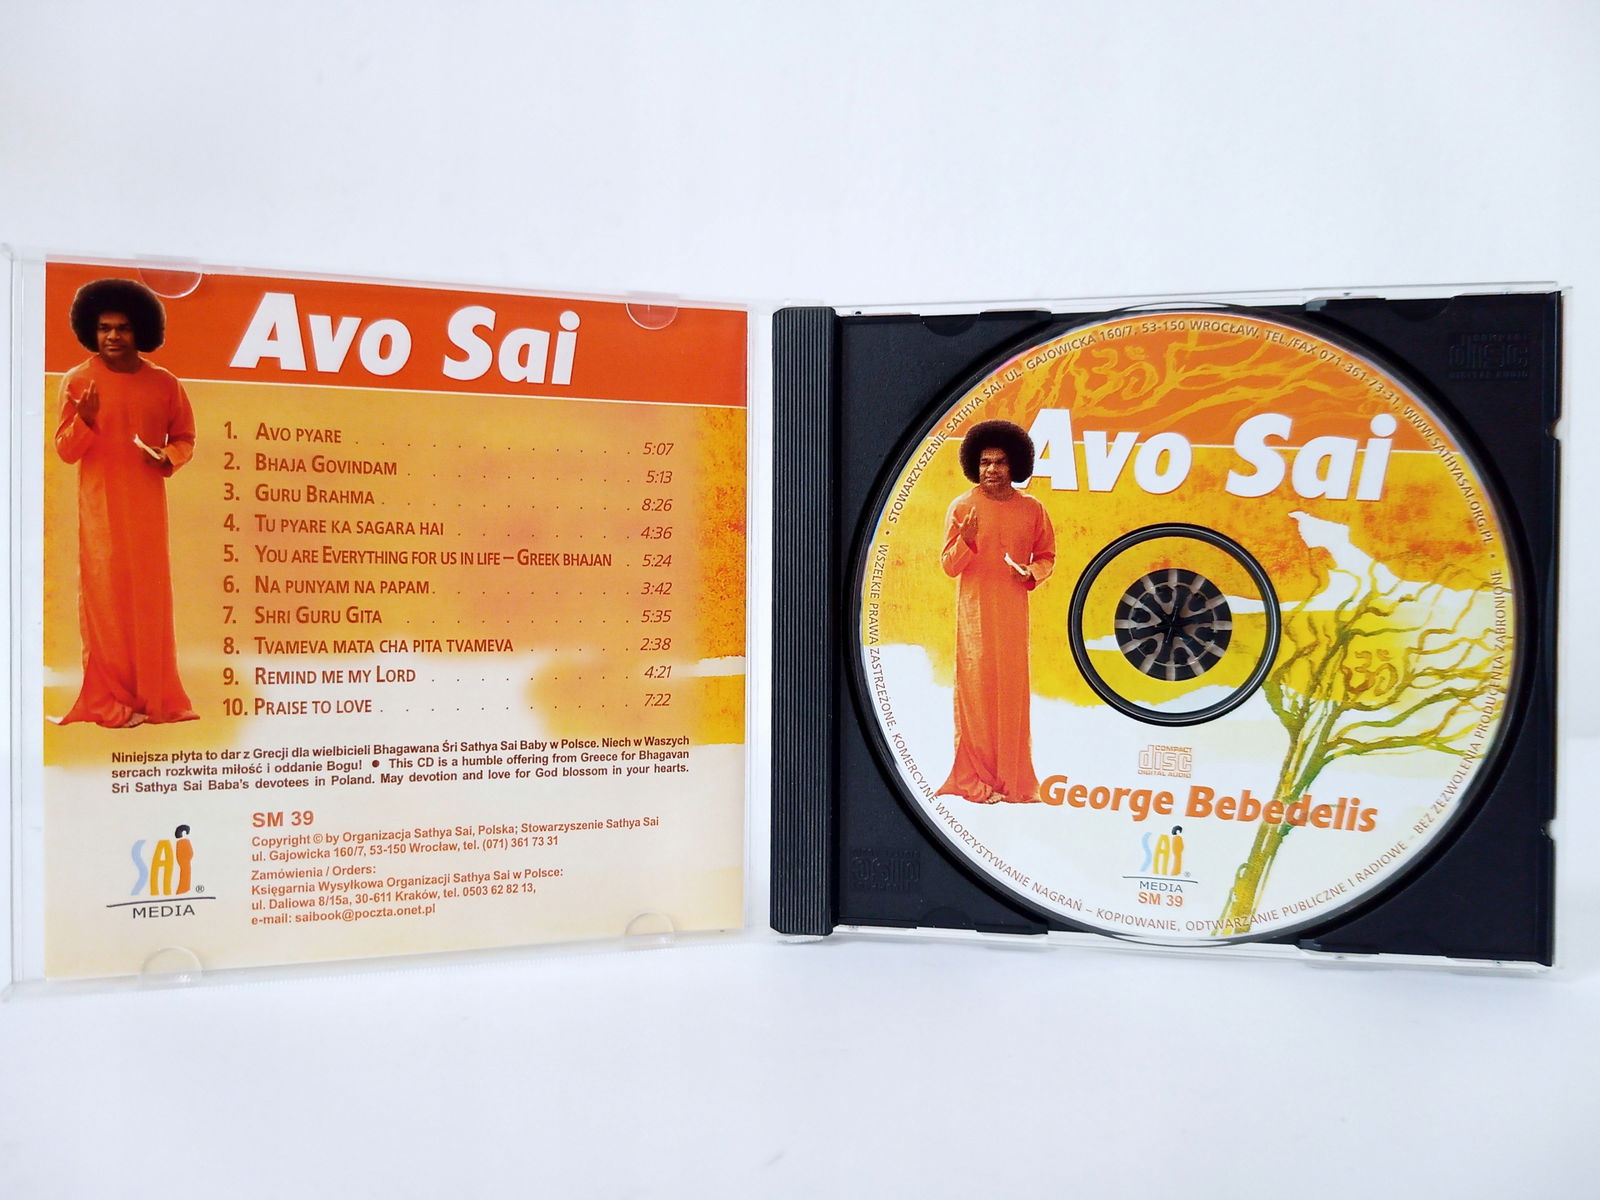 Avo Sai
1. AVO PYARE . . . . . . . . . . . 5:07
2. BHAJA GOVINDAM . . . . . . . . . 5:13
3. GURU BRAHMA . . . . . . . . . . 8:26
4. TU PYARE KA SAGARA HAI . . . . . . . 4:36
5. YOU ARE EVERYTHING FOR US IN LIFE – GREEK BHAJAN . 5:24
6. NA PUNYAM NA PAPAM . . . . . . . . 3:42
7. SHRI GURU GITA . . . . . . . . . 5:35
8. TVAMEVA MATA CHA PITA TVAMEVA . . . . 2:38
9. REMIND ME MY LORD . . . . . . . . 4:21
10. PRAISE TO LOVE . . . . . . . . . . 7:22
Niniejsza płyta to dar z Grecji dla wielbicieli Bhagawana Śri Sathya Sai Baby w Polsce. Niech w Waszych
sercach rozkwita miłość i oddanie Bogu! ● This CD is a humble offering from Greece for Bhagavan
Sri Sathya Sai Baba's devotees in Poland. May devotion and love for God blossom in your hearts.
SM 39
Copyright © by Organizacja Sathya Sai, Polska; Stowarzyszenie Sathya Sai
ul. Gajowicka 160/7, 53-150 Wrocław, tel. (071) 361 73 31
Zamówienia / Orders:
Księgarnia Wysyłkowa Organizacji Sathya Sai w Polsce:
ul. Daliowa 8/15a, 30-611 Kraków, tel. 0503 62 82 13,
e-mail: saibook@poczta.onet.pl
SAI ®
MEDIA
• STOWARZYSZENIE SATHYA SAI, UL. GAJOWICKA 160/7, 53-150 WROCŁAW, TEL./FAX 071-361 73-31, WWW.SATHYASAI.ORG.PL •
WSZELKIE PRAWA ZASTRZEŻONE. KOMERCYJNE WYKORZYSTYWANIE NAGRAŃ – KOPIOWANIE, ODTWARZANIE PUBLICZNE I RADIOWE – BEZ ZEZWOLENIA PRODUCENTA ZABRONIONE
Avo Sai
ॐ
ॐ
COMPACT
disc
DIGITAL AUDIO
George Bebedelis
SAI ®
MEDIA
SM 39